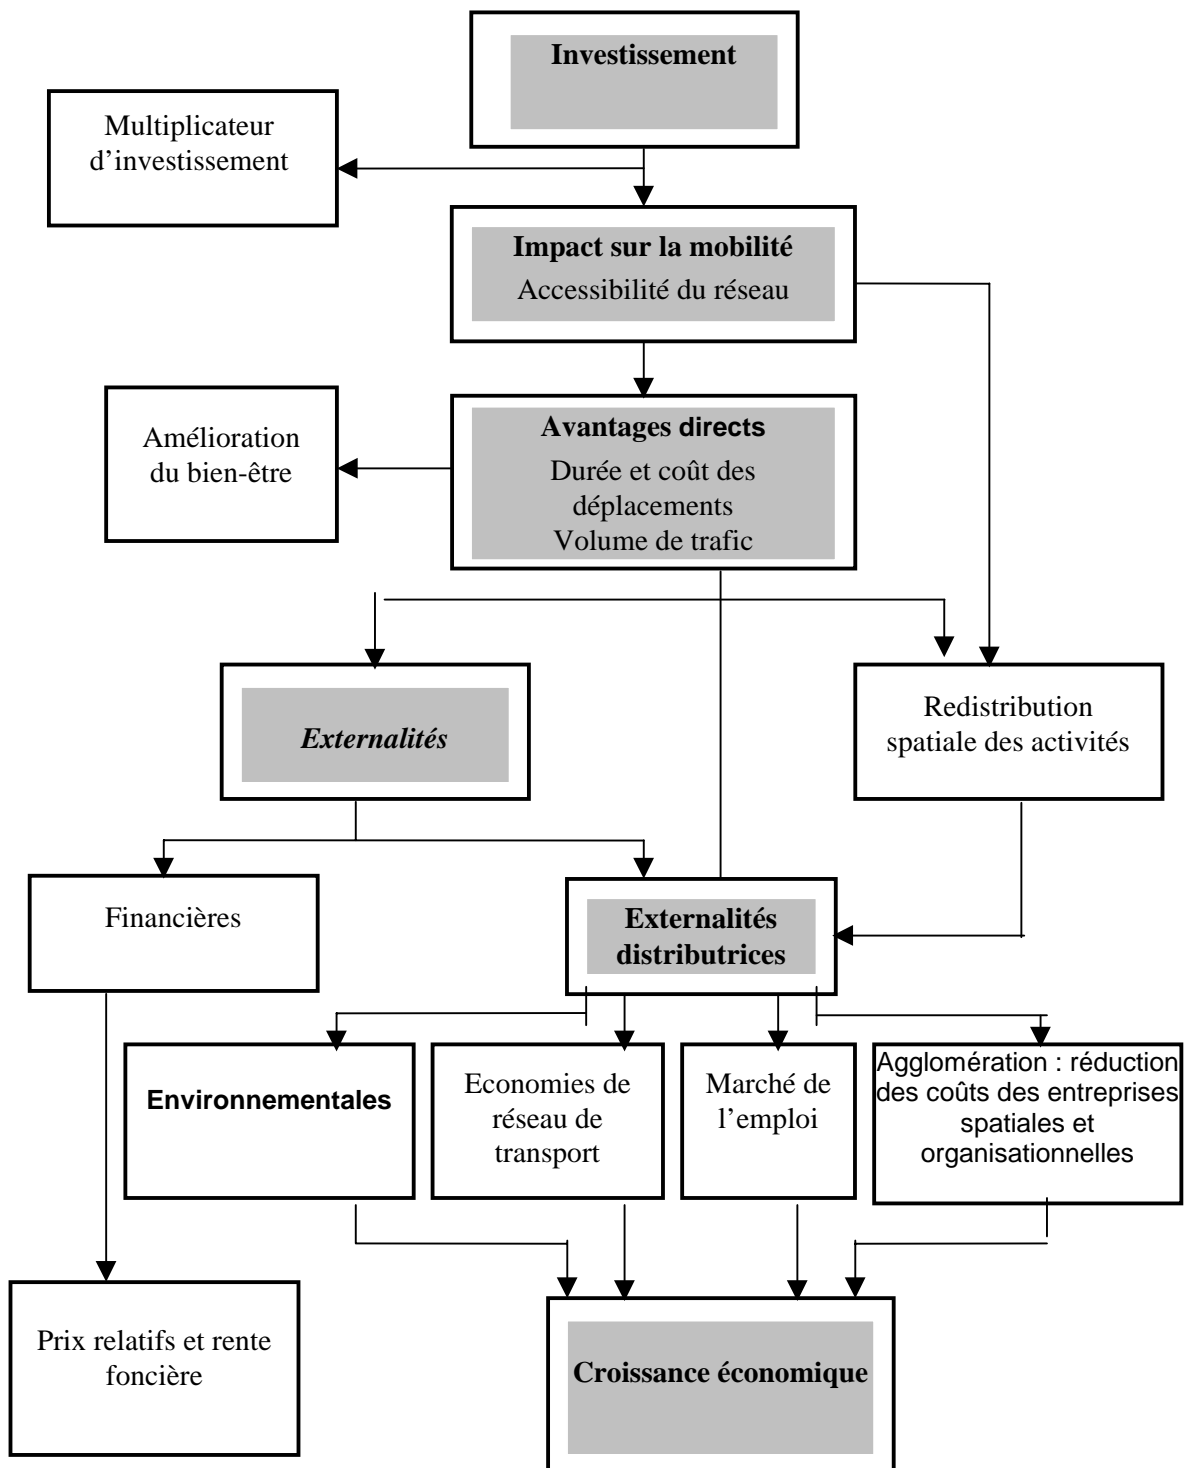 Investissement
Multiplicateur
d’investissement
Impact sur la mobilité
Accessibilité du réseau
Avantages directs
Durée et coût des
déplacements
Volume de trafic
Amélioration
du bien-être
Externalités
Redistribution
spatiale des activités
Financières
Externalités
distributrices
Environnementales
Economies de
réseau de
transport
Marché de
l’emploi
Agglomération : réduction
des coûts des entreprises
spatiales et
organisationnelles
Prix relatifs et rente
foncière
Croissance économique